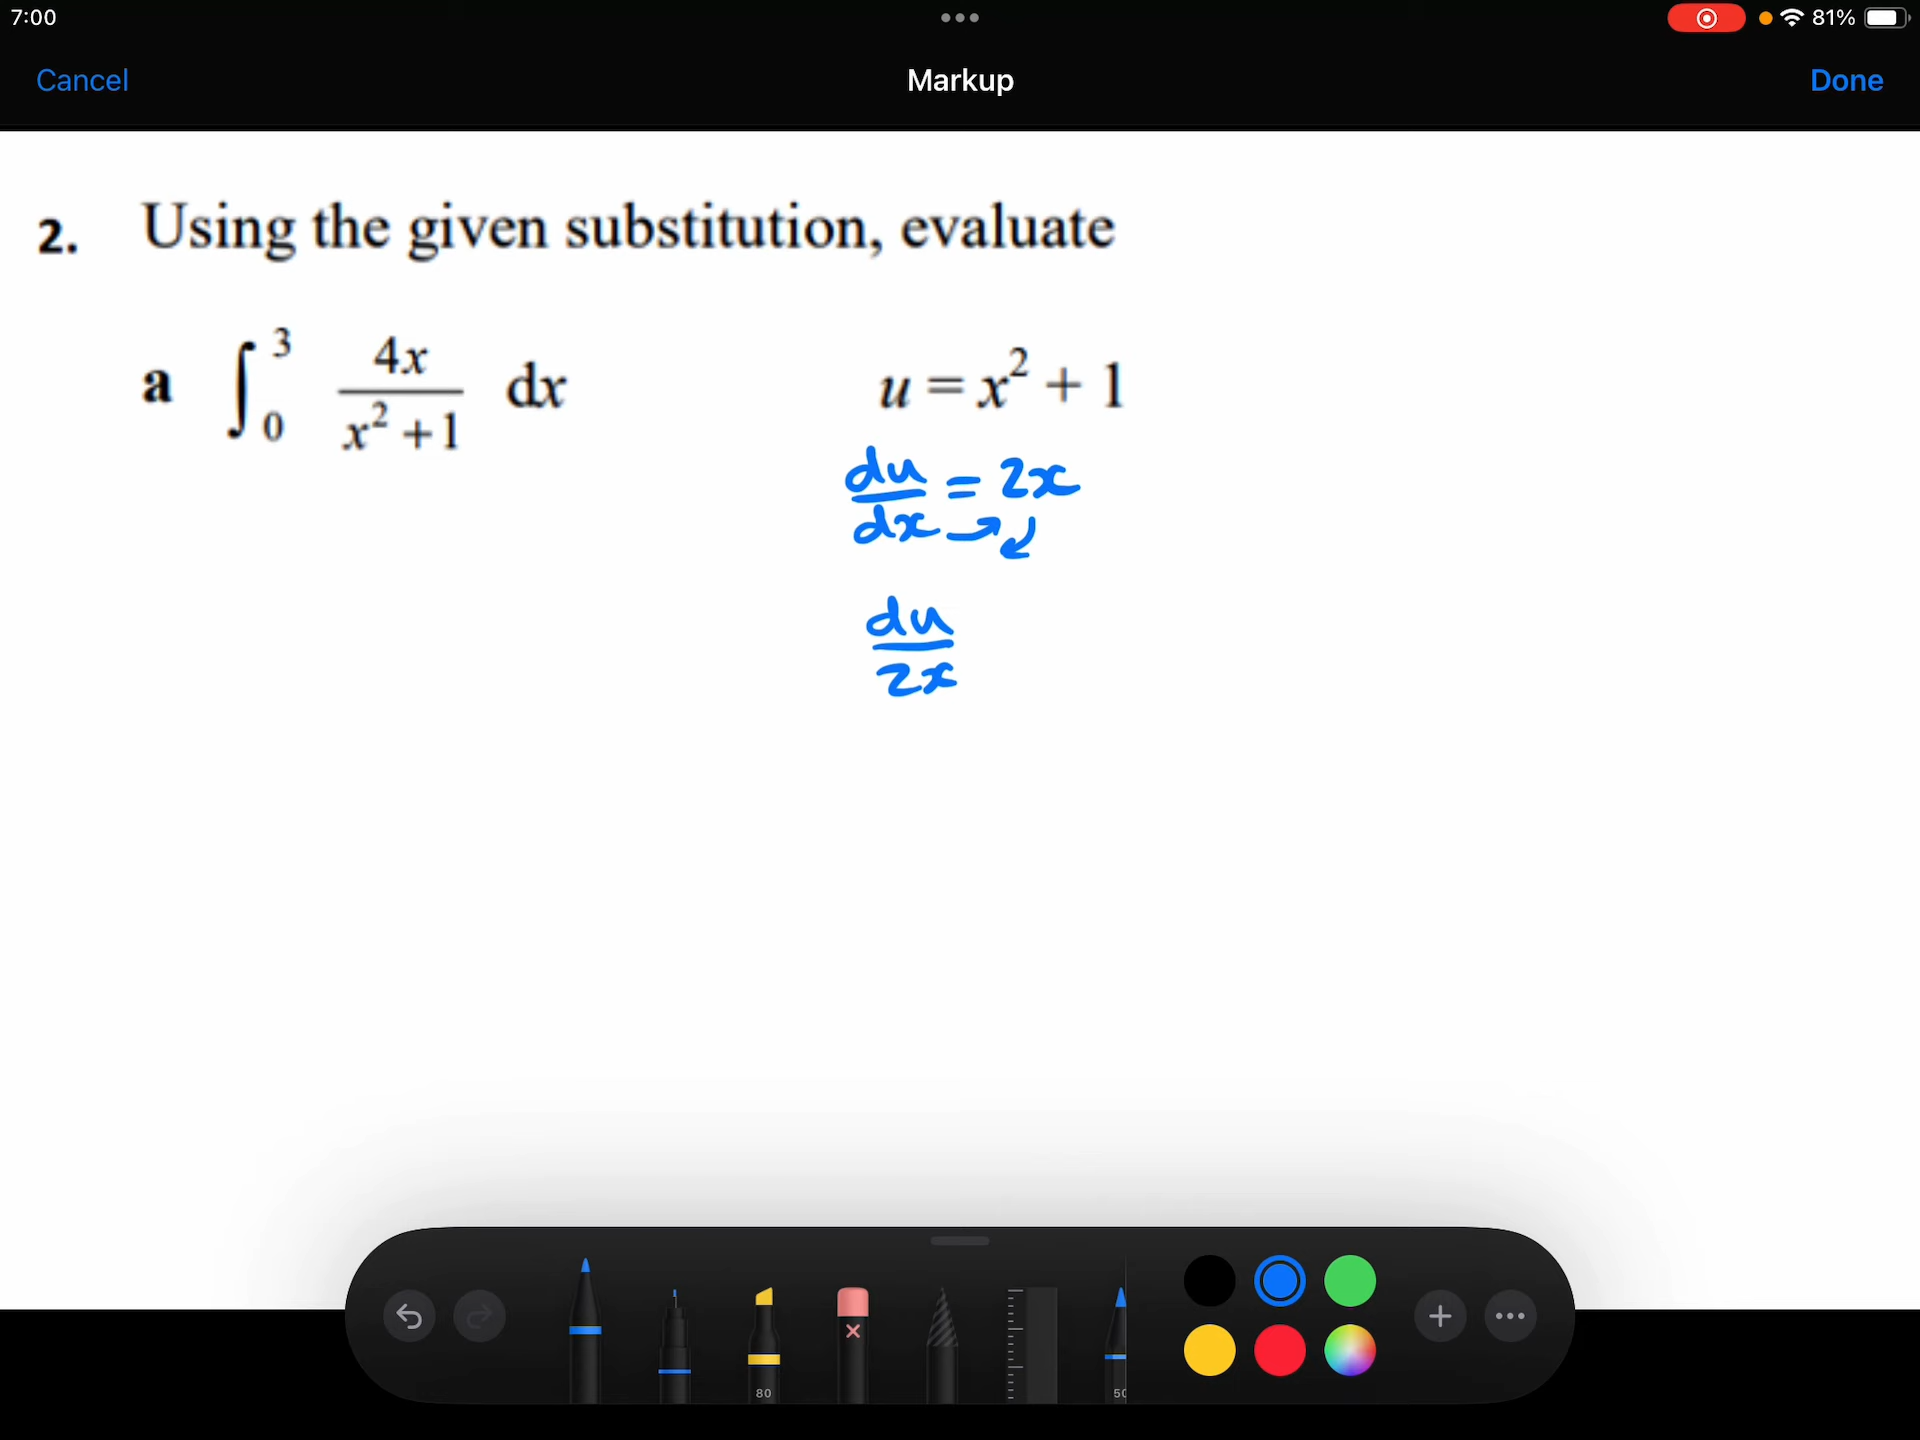 7:00 81%
Cancel Markup Done
2. Using the given substitution, evaluate
a ∫₀³ 4x/(x² + 1) dx u = x² + 1
du/dx = 2x
du/2x
80 50